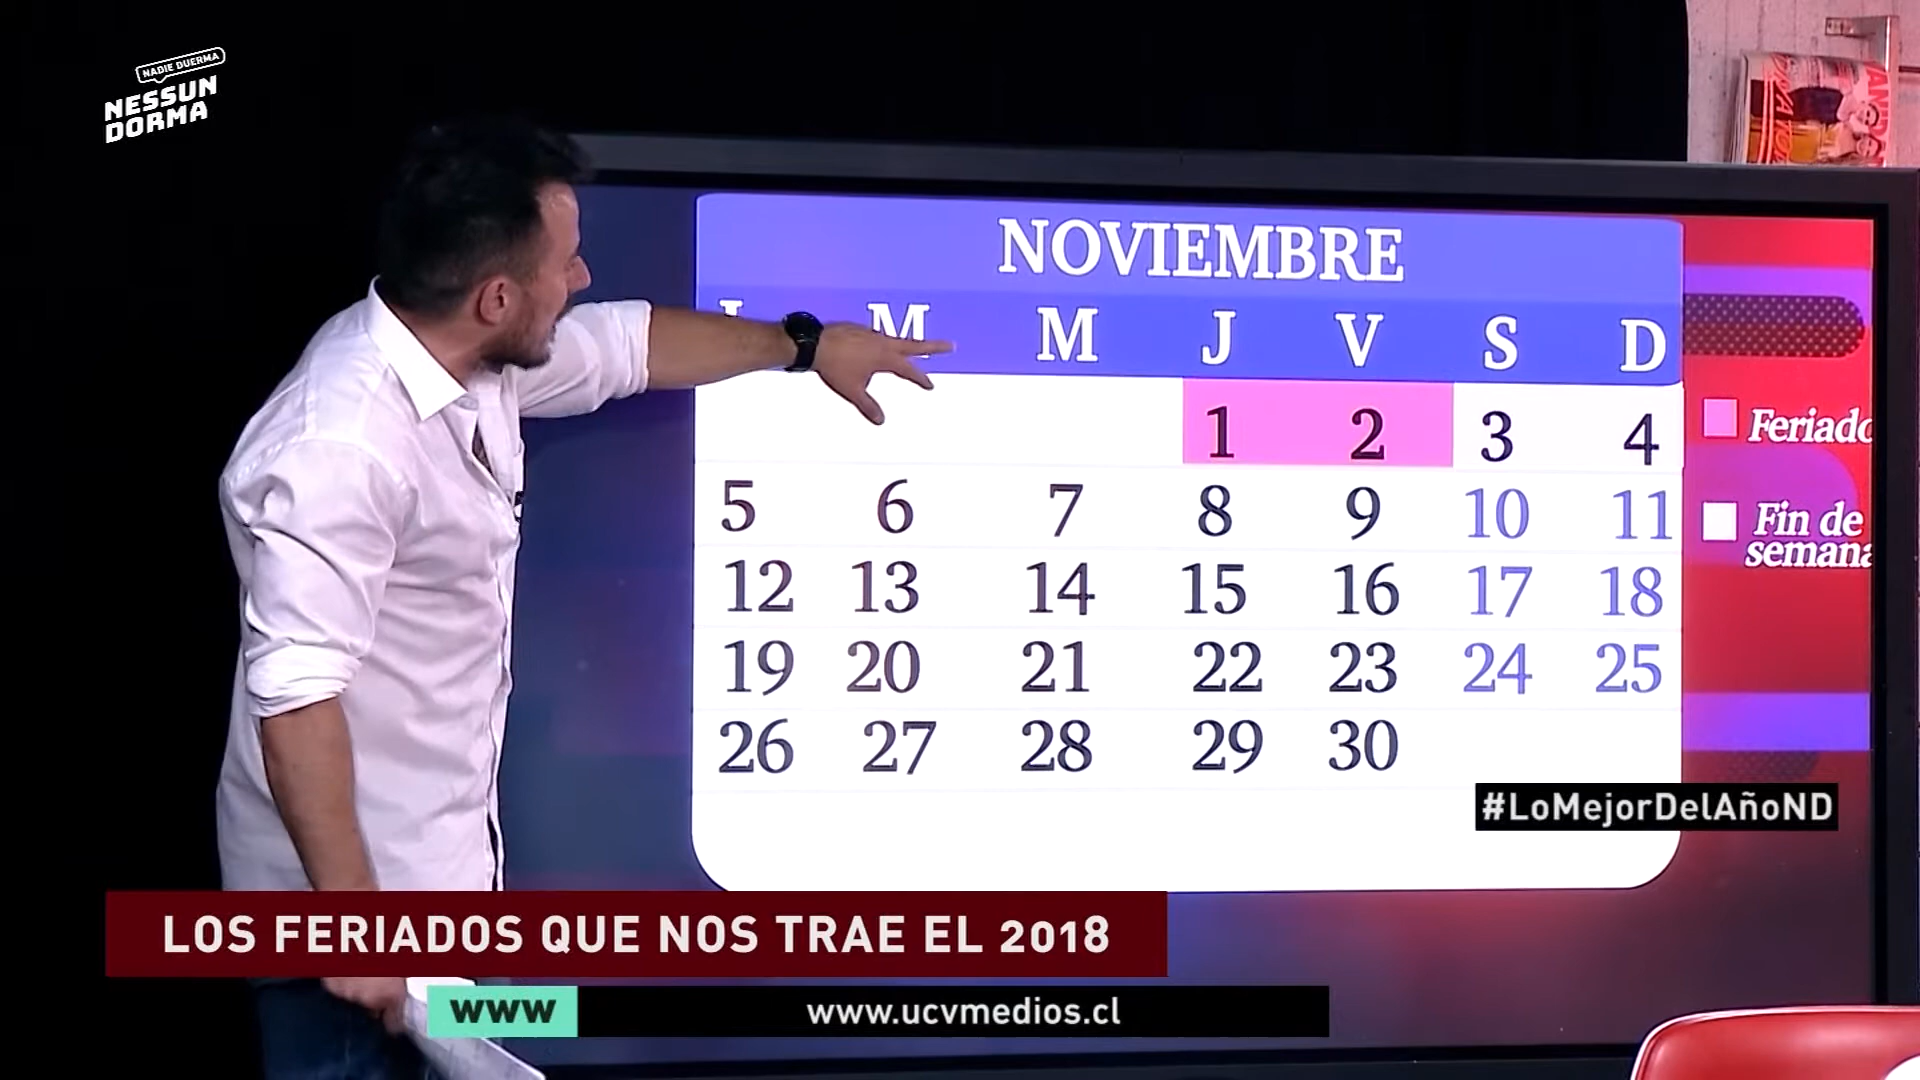 NADIE DUERMA
NESSUN
DORMA
NOVIEMBRE
L M M J V S D
1 2 3 4
5 6 7 8 9 10 11
12 13 14 15 16 17 18
19 20 21 22 23 24 25
26 27 28 29 30
Feriado
Fin de
semana
#LoMejorDelAñoND
LOS FERIADOS QUE NOS TRAE EL 2018
WWW
www.ucvmedios.cl